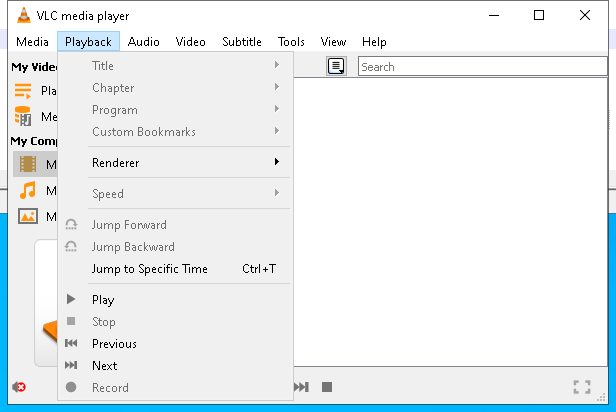 VLC media player
Media Playback Audio Video Subtitle Tools View Help
My Vide
Pla
Me
My Comp
M
M
M
Title
Chapter
Program
Custom Bookmarks
Renderer
Speed
Jump Forward
Jump Backward
Jump to Specific Time Ctrl+T
Play
Stop
Previous
Next
Record
Search